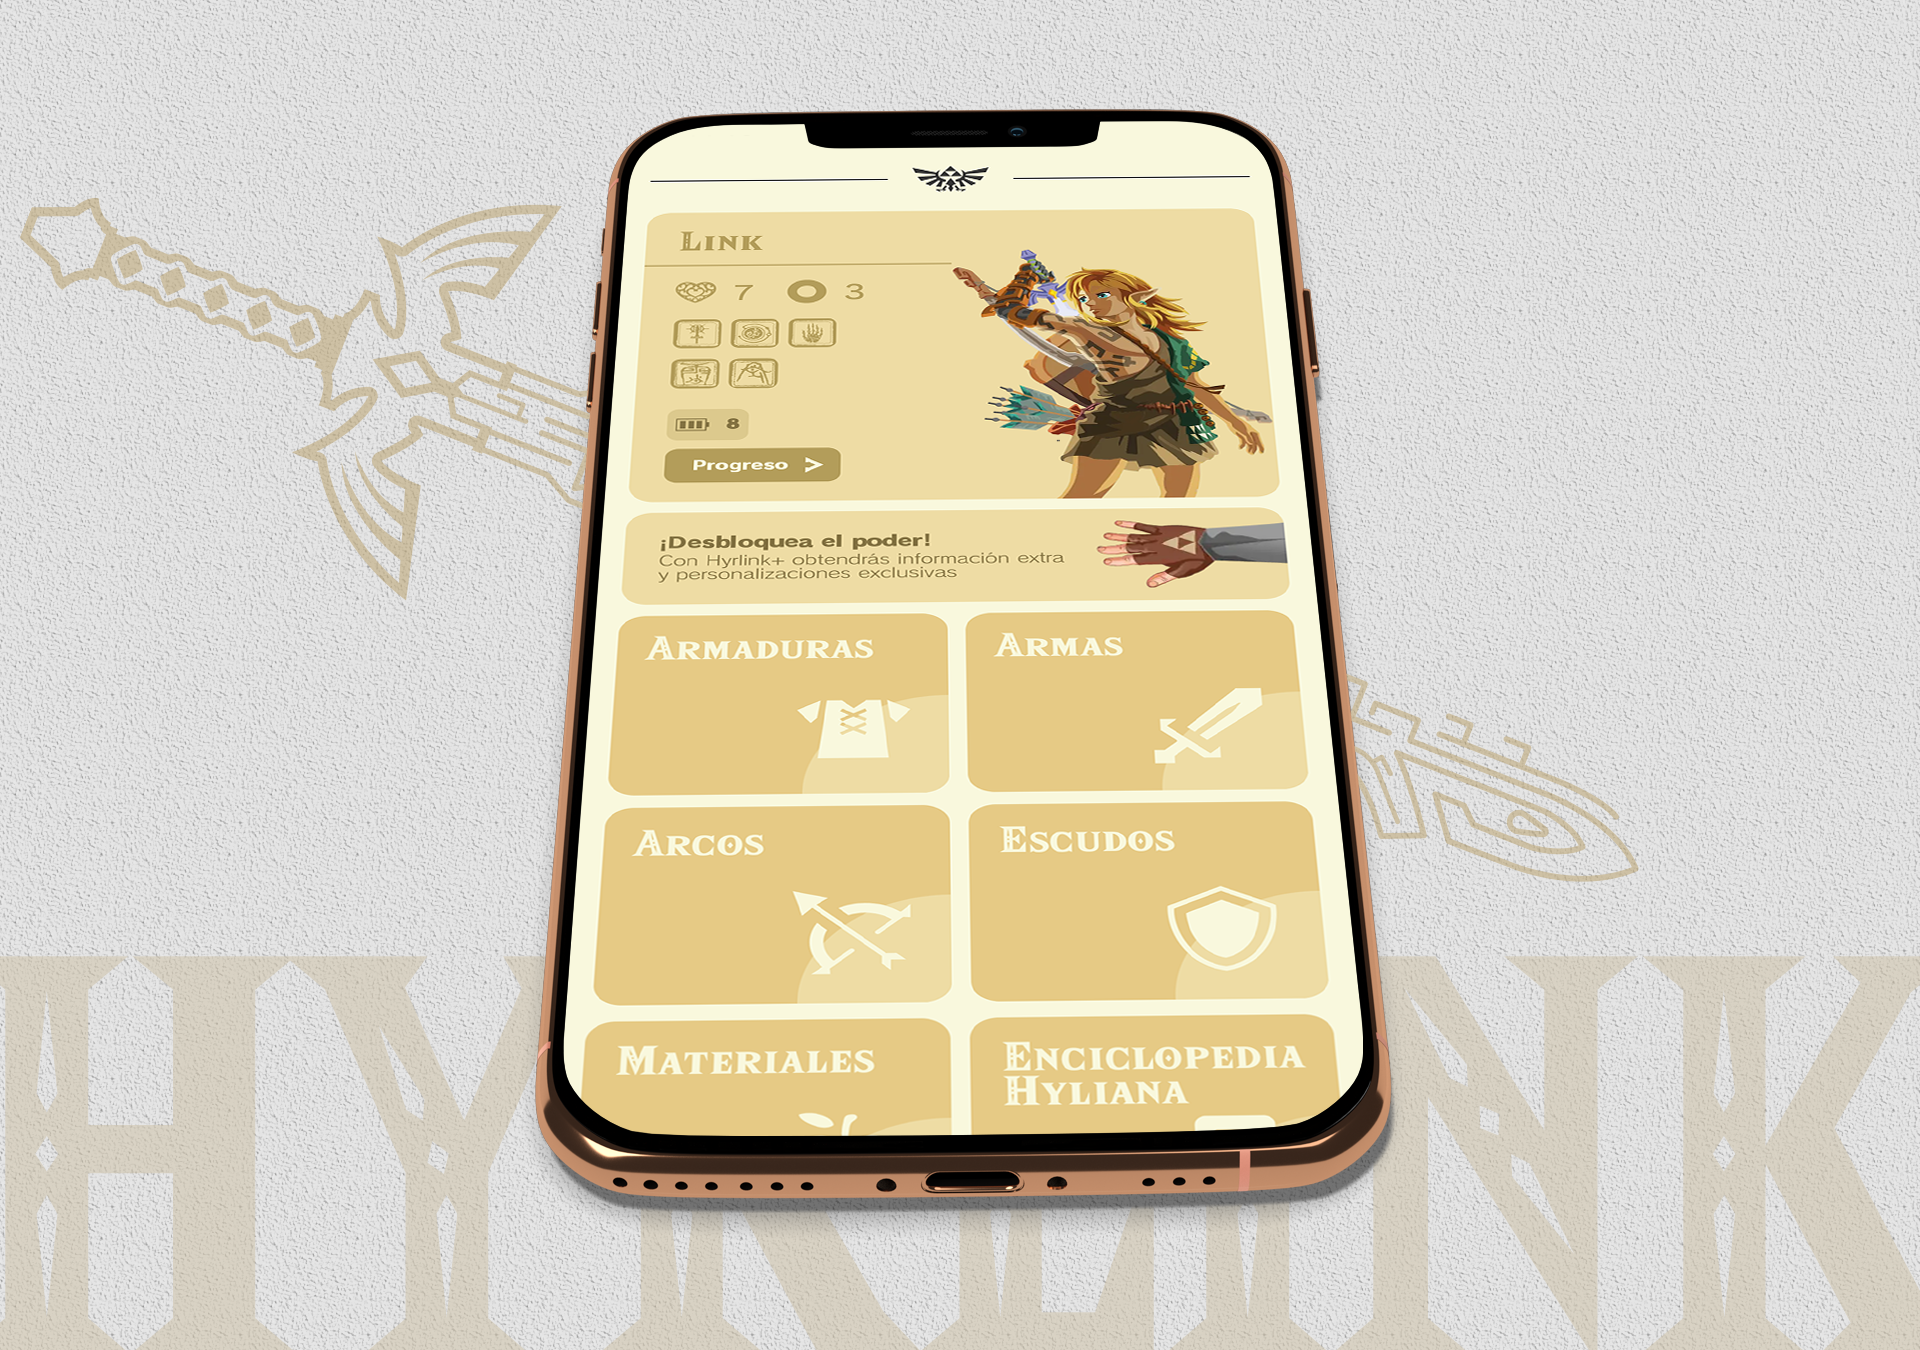 Link
7 3
8
Progreso >
¡Desbloquea el poder!
Con Hyrlink+ obtendrás información extra
y personalizaciones exclusivas
Armaduras
Armas
Arcos
Escudos
Materiales
Enciclopedia
Hyliana
HYRLINK